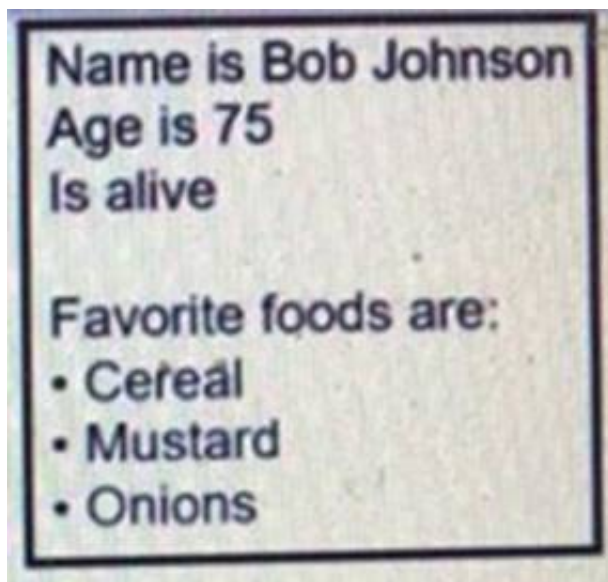 Name is Bob Johnson
Age is 75
Is alive
Favorite foods are:
• Cereal
• Mustard
• Onions